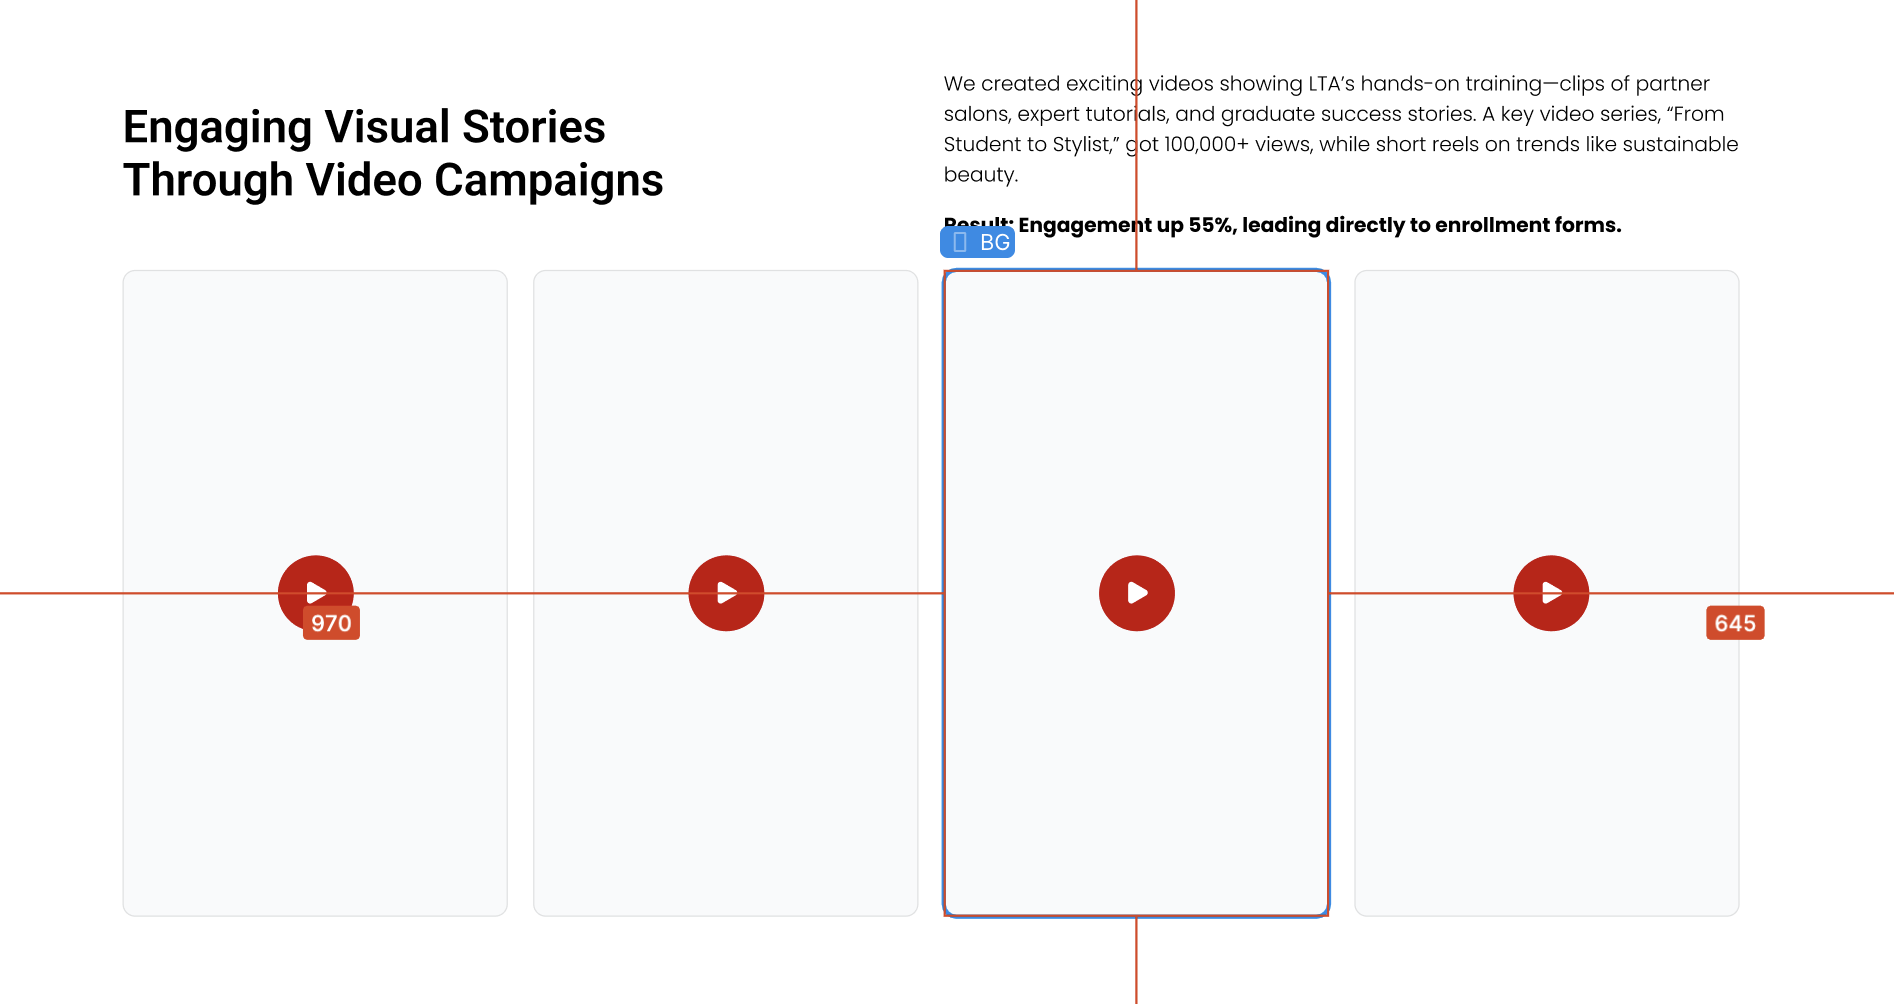 Engaging Visual Stories
Through Video Campaigns
We created exciting videos showing LTA’s hands-on training—clips of partner
salons, expert tutorials, and graduate success stories. A key video series, “From
Student to Stylist,” got 100,000+ views, while short reels on trends like sustainable
beauty.
Result: Engagement up 55%, leading directly to enrollment forms.
BG
970
645